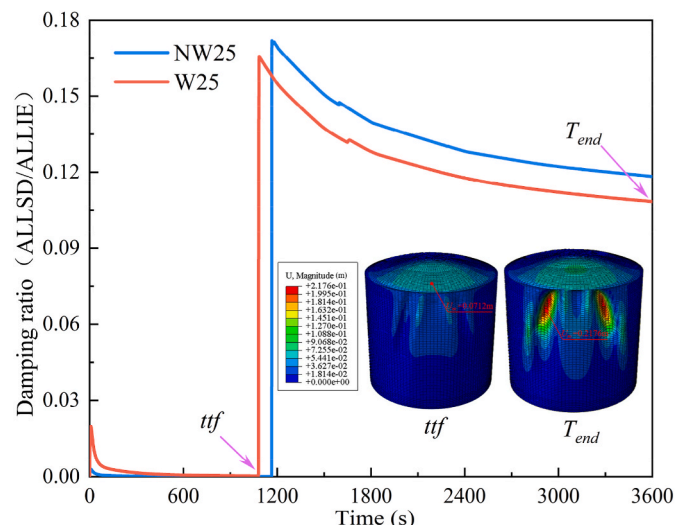 0.18
0.15
0.12
0.09
0.06
0.03
0.00
Damping ratio（ALLSD/ALLIE）
NW25
W25
T_end
ttf
U, Magnitude (m)
+2.176e-01
+1.995e-01
+1.814e-01
+1.632e-01
+1.451e-01
+1.270e-01
+1.088e-01
+9.068e-02
+7.255e-02
+5.441e-02
+3.627e-02
+1.814e-02
+0.000e+00
ttf
T_end
0
600
1200
1800
2400
3000
3600
Time (s)